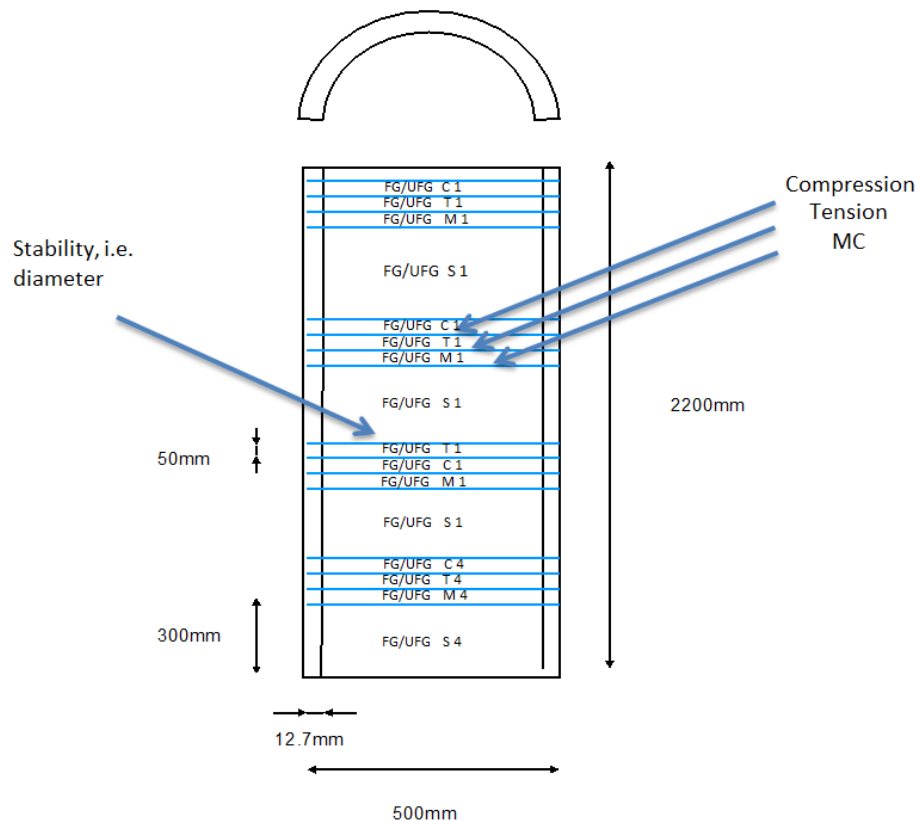 FG/UFG C 1
FG/UFG T 1
FG/UFG M 1
Compression
Tension
MC
Stability, i.e.
diameter
FG/UFG S 1
FG/UFG C 1
FG/UFG T 1
FG/UFG M 1
FG/UFG S 1
2200mm
FG/UFG T 1
50mm
FG/UFG C 1
FG/UFG M 1
FG/UFG S 1
FG/UFG C 4
FG/UFG T 4
FG/UFG M 4
300mm
FG/UFG S 4
12.7mm
500mm